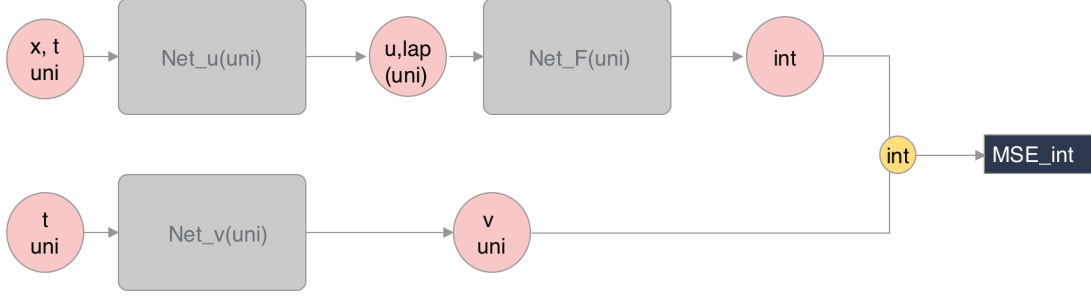 x, t
uni
Net_u(uni)
u,lap
(uni)
Net_F(uni)
int
int
MSE_int
t
uni
Net_v(uni)
v
uni